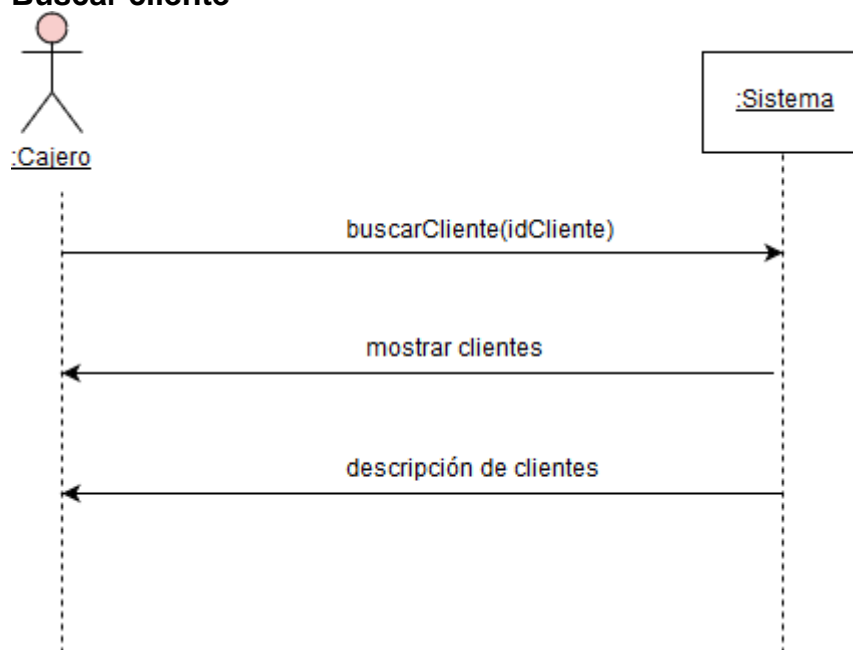 Buscar cliente
:Sistema
:Cajero
buscarCliente(idCliente)
mostrar clientes
descripción de clientes